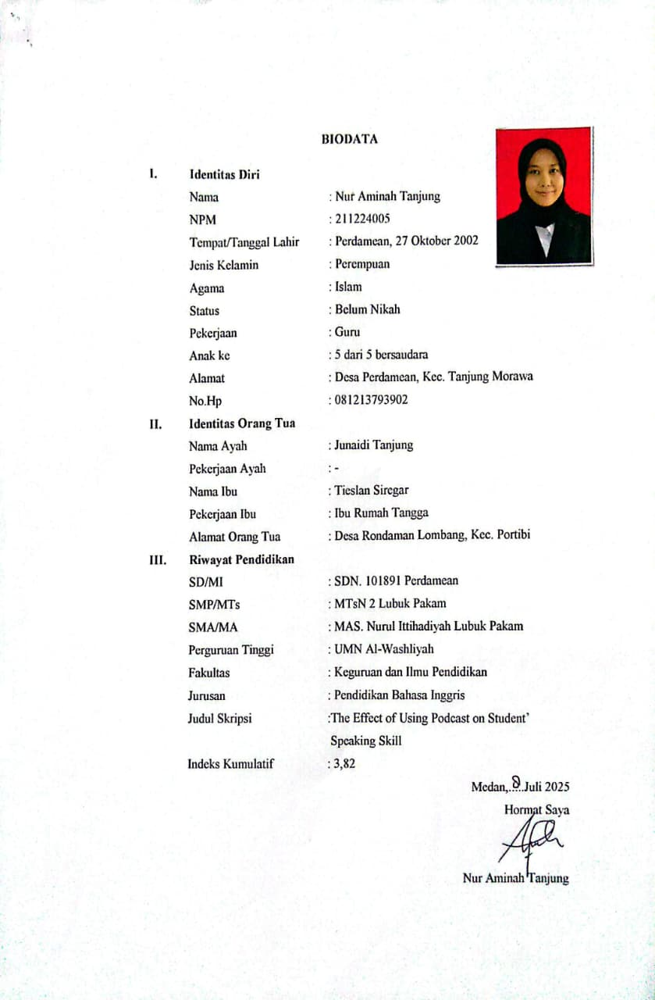 BIODATA
I. Identitas Diri
Nama : Nur Aminah Tanjung
NPM : 211224005
Tempat/Tanggal Lahir : Perdamean, 27 Oktober 2002
Jenis Kelamin : Perempuan
Agama : Islam
Status : Belum Nikah
Pekerjaan : Guru
Anak ke : 5 dari 5 bersaudara
Alamat : Desa Perdamean, Kec. Tanjung Morawa
No.Hp : 081213793902
II. Identitas Orang Tua
Nama Ayah : Junaidi Tanjung
Pekerjaan Ayah : -
Nama Ibu : Tieslan Siregar
Pekerjaan Ibu : Ibu Rumah Tangga
Alamat Orang Tua : Desa Rondaman Lombang, Kec. Portibi
III. Riwayat Pendidikan
SD/MI : SDN. 101891 Perdamean
SMP/MTs : MTsN 2 Lubuk Pakam
SMA/MA : MAS. Nurul Ittihadiyah Lubuk Pakam
Perguruan Tinggi : UMN Al-Washliyah
Fakultas : Keguruan dan Ilmu Pendidikan
Jurusan : Pendidikan Bahasa Inggris
Judul Skripsi :The Effect of Using Podcast on Student'
Speaking Skill
Indeks Kumulatif : 3,82
Medan,..8..Juli 2025
Hormat Saya
Nur Aminah Tanjung